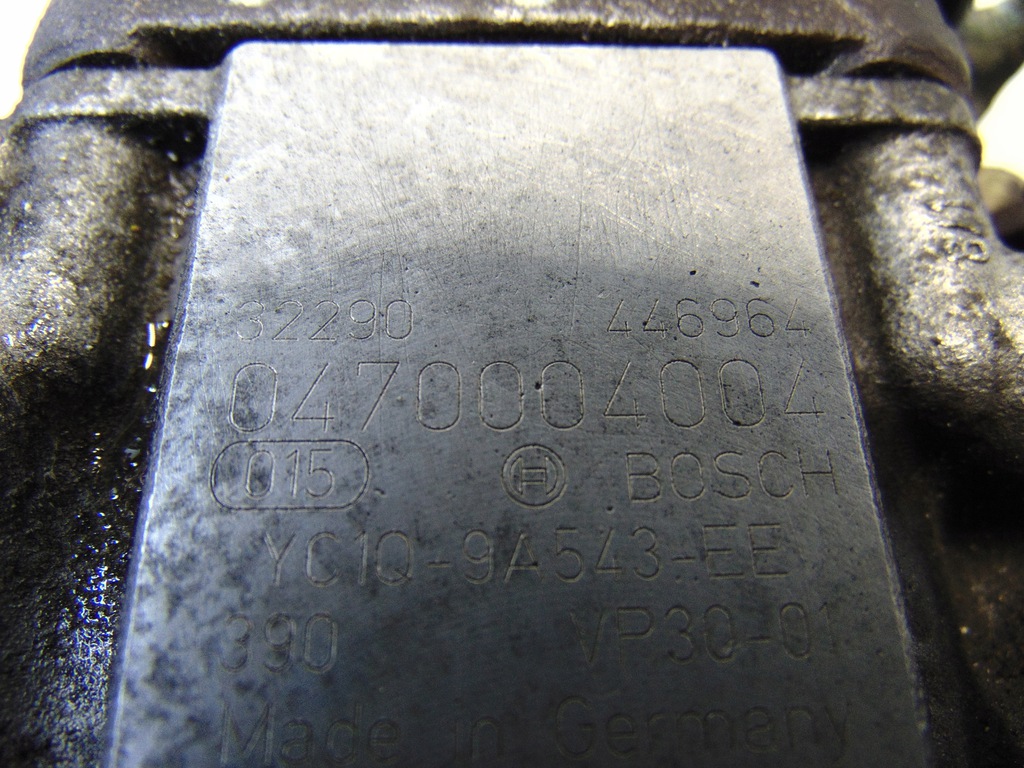 32290 446964
0470004004
015 BOSCH
YC1Q-9A543-EE
390 VP30-01
Made in Germany